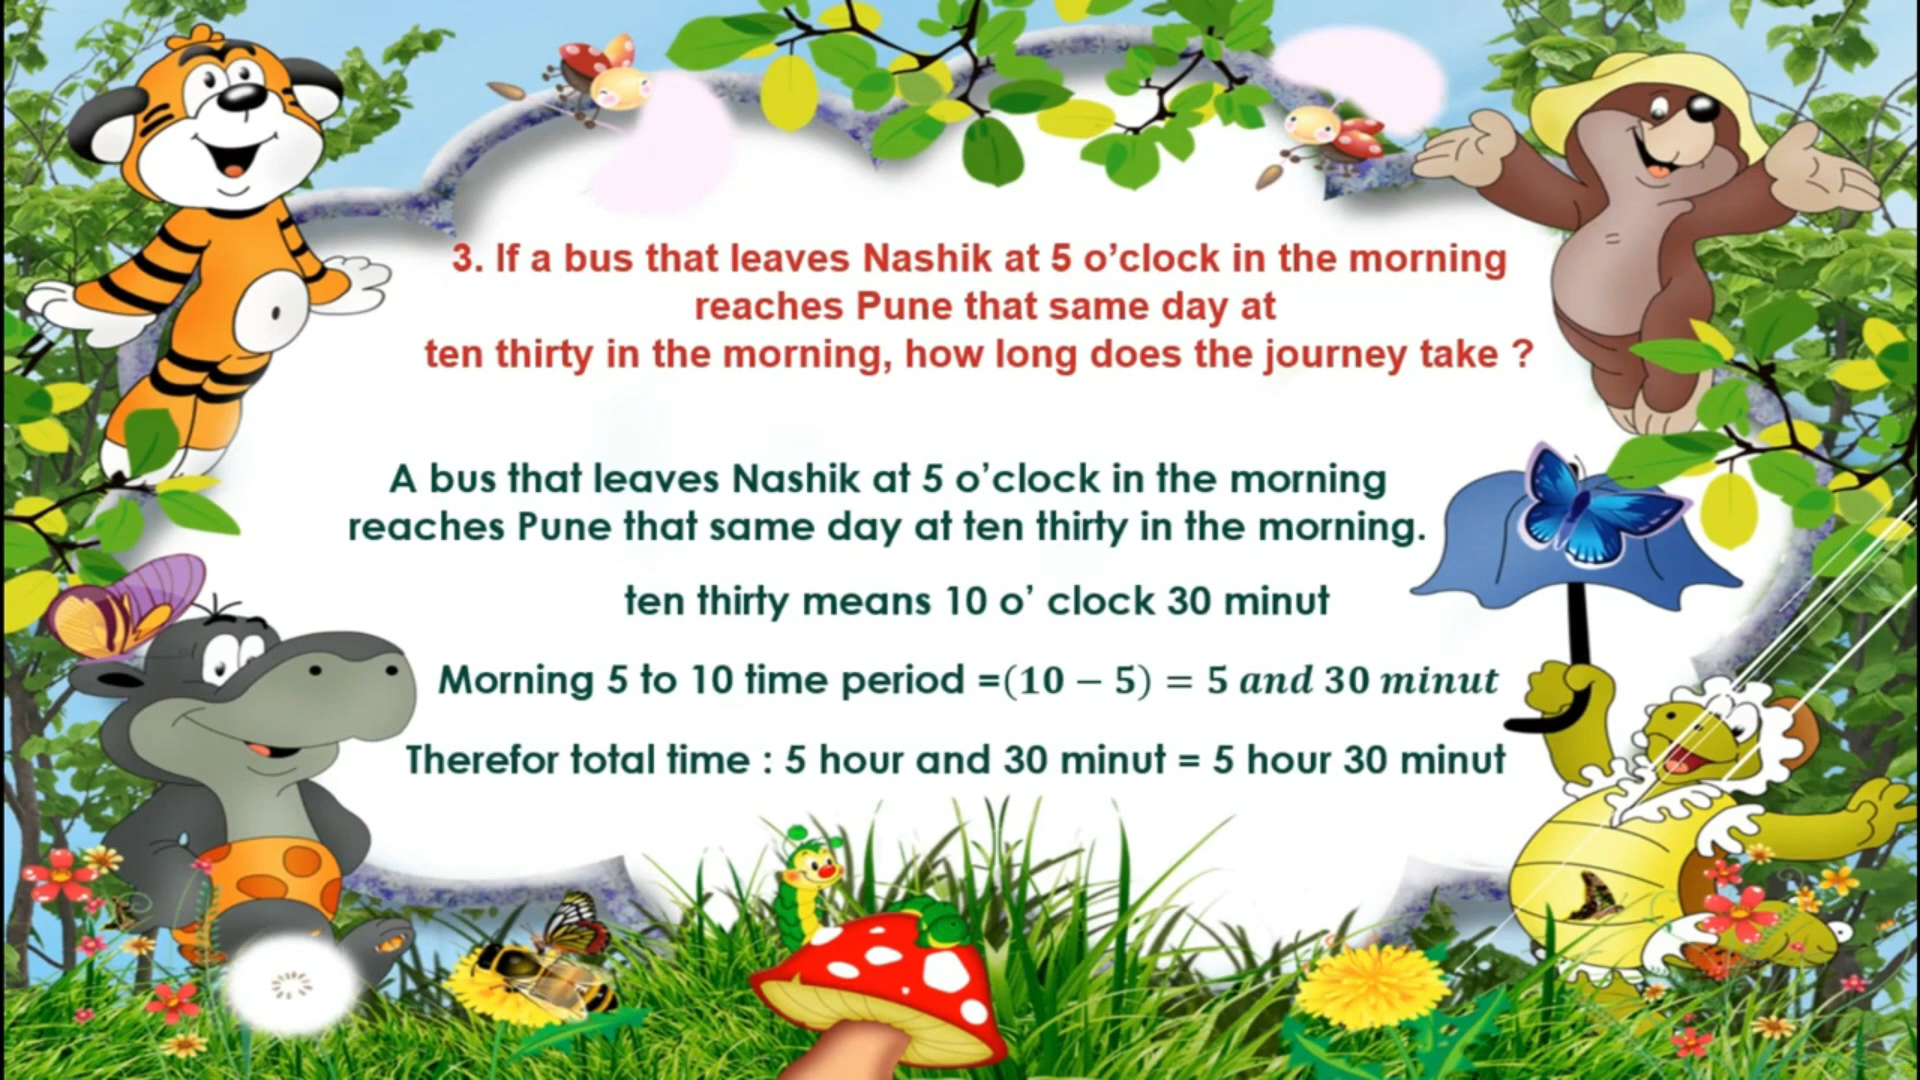 3. If a bus that leaves Nashik at 5 o’clock in the morning
reaches Pune that same day at
ten thirty in the morning, how long does the journey take ?
A bus that leaves Nashik at 5 o’clock in the morning
reaches Pune that same day at ten thirty in the morning.
ten thirty means 10 o’ clock 30 minut
Morning 5 to 10 time period =(10 − 5) = 5 and 30 minut
Therefor total time : 5 hour and 30 minut = 5 hour 30 minut